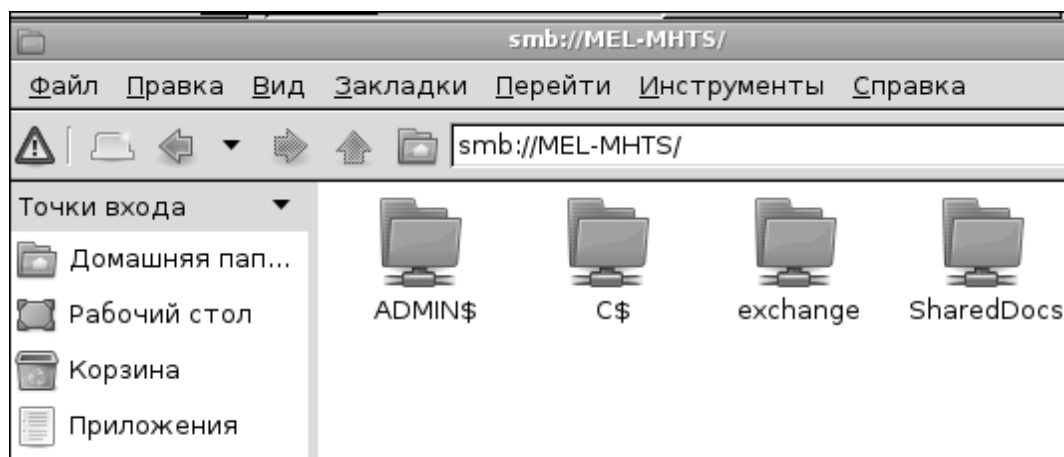 smb://MEL-MHTS/
Файл Правка Вид Закладки Перейти Инструменты Справка
smb://MEL-MHTS/
Точки входа
Домашняя пап...
Рабочий стол
Корзина
Приложения
ADMIN$ C$ exchange SharedDocs